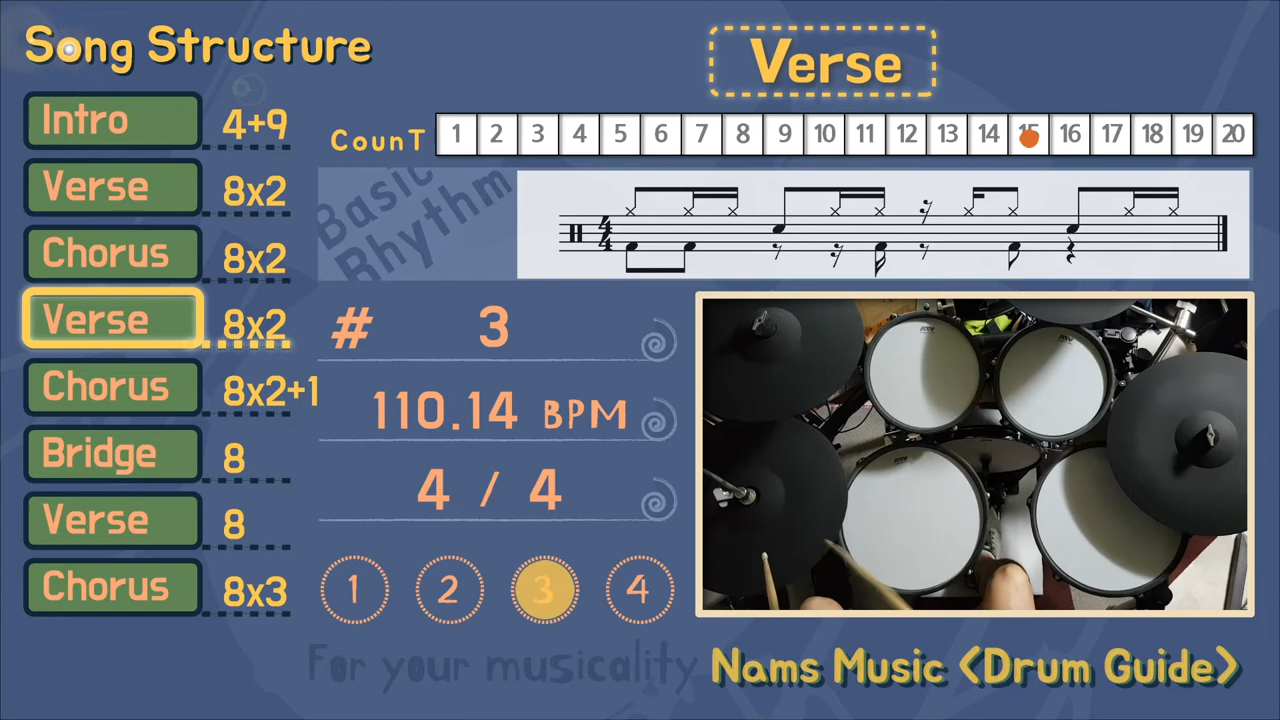 Song Structure
Verse
Intro 4+9
CounT 1 2 3 4 5 6 7 8 9 10 11 12 13 14 15 16 17 18 19 20
Verse 8x2
Basic
Rhythm
4
4
Chorus 8x2
Verse 8x2
# 3
Chorus 8x2+1
110.14 BPM
Bridge 8
4 / 4
Verse 8
Chorus 8x3
1 2 3 4
For your musicality
Nams Music <Drum Guide>